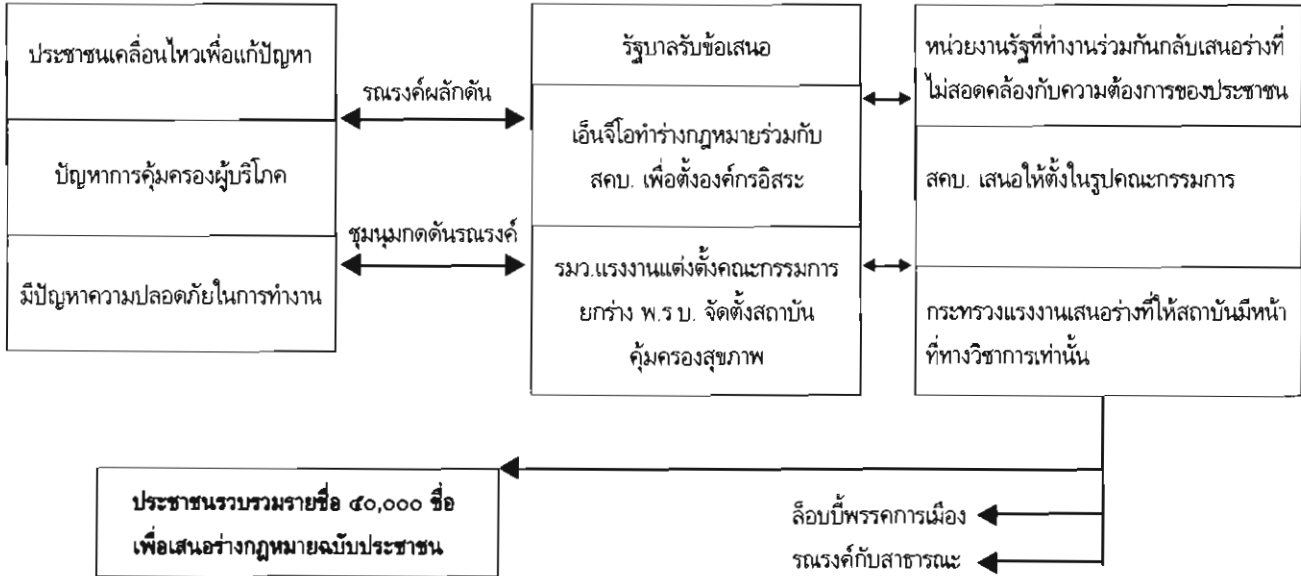 ประชาชนเคลื่อนไหวเพื่อแก้ปัญหา
ปัญหาการคุ้มครองผู้บริโภค
มีปัญหาความปลอดภัยในการทำงาน
รณรงค์ผลักดัน
ชุมนุมกดดันรณรงค์
รัฐบาลรับข้อเสนอ
เอ็นจีโอทำร่างกฎหมายร่วมกับ
สคบ. เพื่อตั้งองค์กรอิสระ
รมว.แรงงานแต่งตั้งคณะกรรมการ
ยกร่าง พ.ร บ. จัดตั้งสถาบัน
คุ้มครองสุขภาพ
หน่วยงานรัฐที่ทำงานร่วมกันกลับเสนอร่างที่
ไม่สอดคล้องกับความต้องการของประชาชน
สคบ. เสนอให้ตั้งในรูปคณะกรรมการ
กระทรวงแรงงานเสนอร่างที่ให้สถาบันมีหน้า
ที่ทางวิชาการเท่านั้น
ประชาชนรวบรวมรายชื่อ ๕๐,๐๐๐ ชื่อ
เพื่อเสนอร่างกฎหมายฉบับประชาชน
ล็อบบี้พรรคการเมือง
รณรงค์กับสาธารณะ